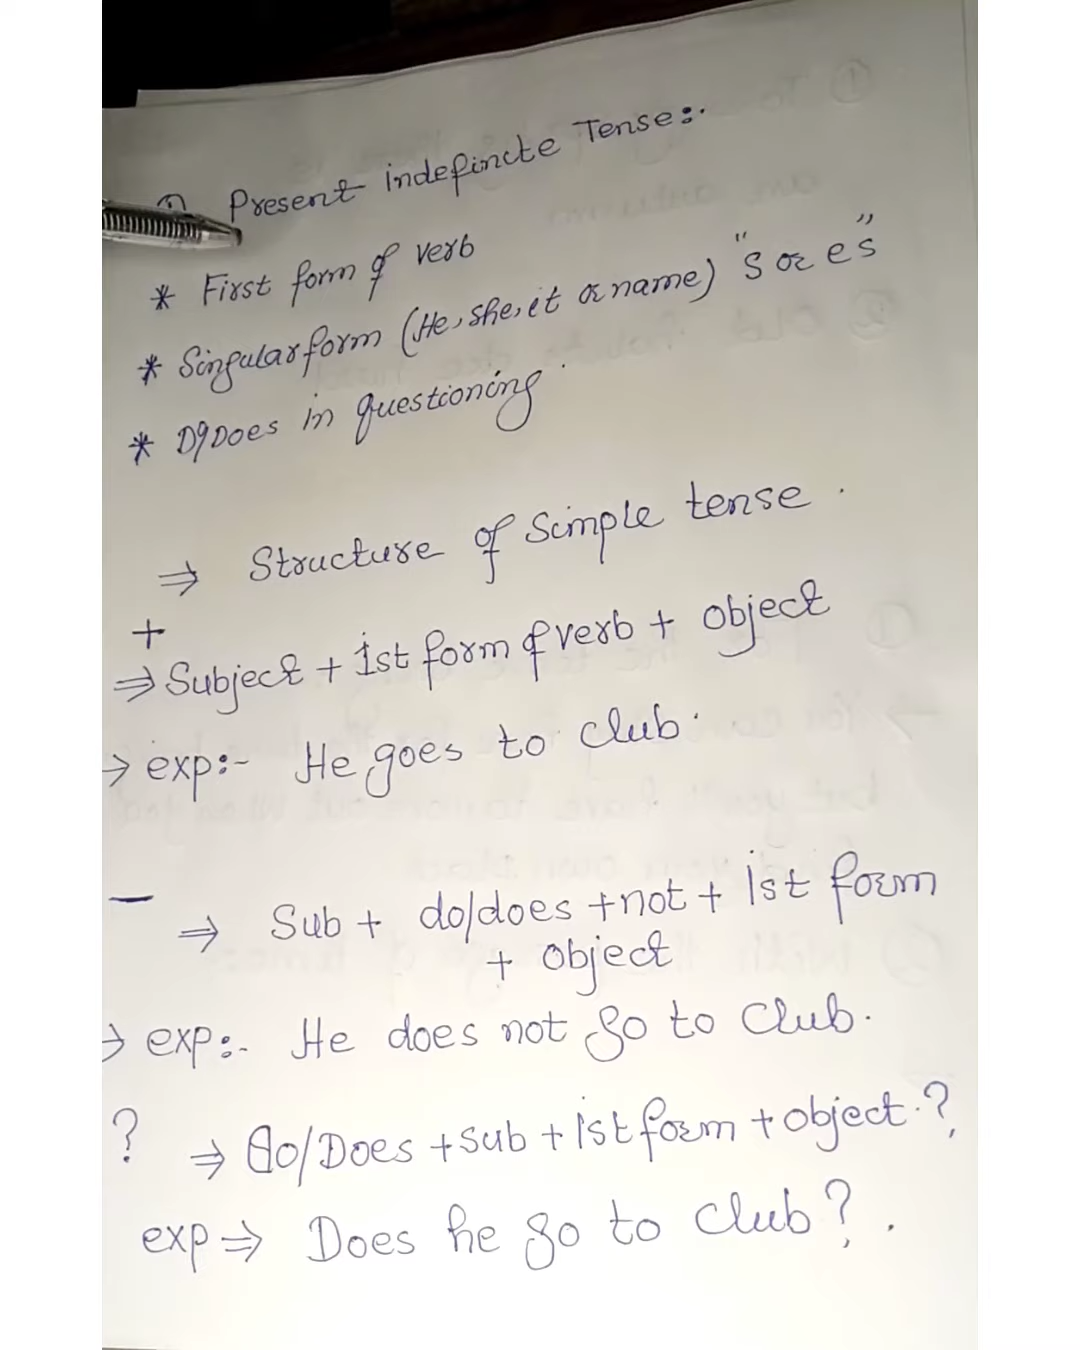 ① Present indefincte Tense:-
* First form of verb
* Singular form (He, she, it or name) "s or es"
* Do/Does in questioning.
⇒ Structure of Simple tense.
+
⇒ Subject + 1st form of verb + object
→ exp:- He goes to club.
—
⇒ Sub + do/does + not + 1st form
+ object
→ exp:- He does not go to club.
?
⇒ Do/Does + sub + 1st form + object.?
exp ⇒ Does he go to club?.